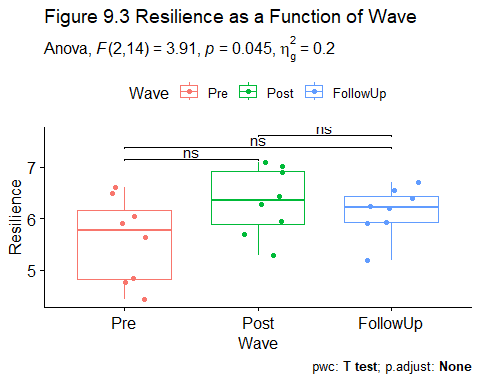 Figure 9.3 Resilience as a Function of Wave
Anova, F(2,14) = 3.91, p = 0.045, η²g = 0.2
Wave Pre Post FollowUp
ns
ns
ns
7
6
5
Resilience
Pre Post FollowUp
Wave
pwc: T test; p.adjust: None